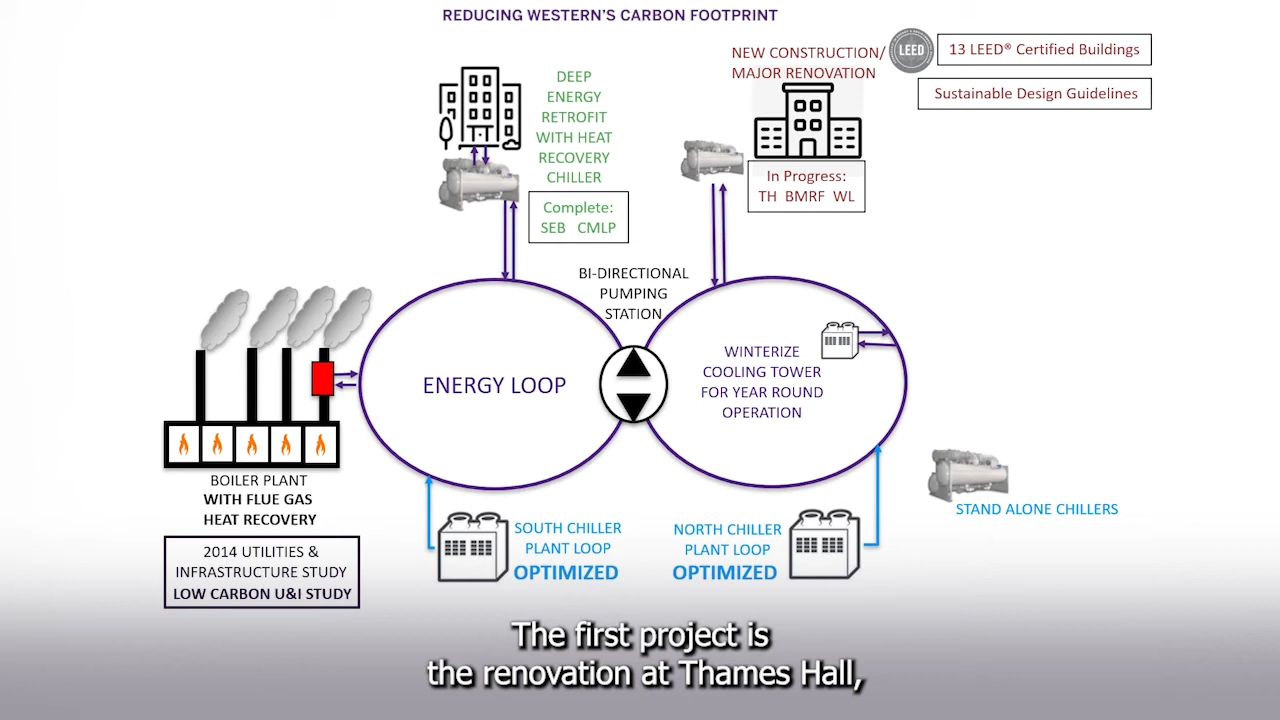 REDUCING WESTERN'S CARBON FOOTPRINT
NEW CONSTRUCTION/
MAJOR RENOVATION
LEED
13 LEED® Certified Buildings
Sustainable Design Guidelines
DEEP
ENERGY
RETROFIT
WITH HEAT
RECOVERY
CHILLER
Complete:
SEB CMLP
In Progress:
TH BMRF WL
BI-DIRECTIONAL
PUMPING
STATION
ENERGY LOOP
WINTERIZE
COOLING TOWER
FOR YEAR ROUND
OPERATION
BOILER PLANT
WITH FLUE GAS
HEAT RECOVERY
2014 UTILITIES &
INFRASTRUCTURE STUDY
LOW CARBON U&I STUDY
SOUTH CHILLER
PLANT LOOP
OPTIMIZED
NORTH CHILLER
PLANT LOOP
OPTIMIZED
STAND ALONE CHILLERS
The first project is
the renovation at Thames Hall,